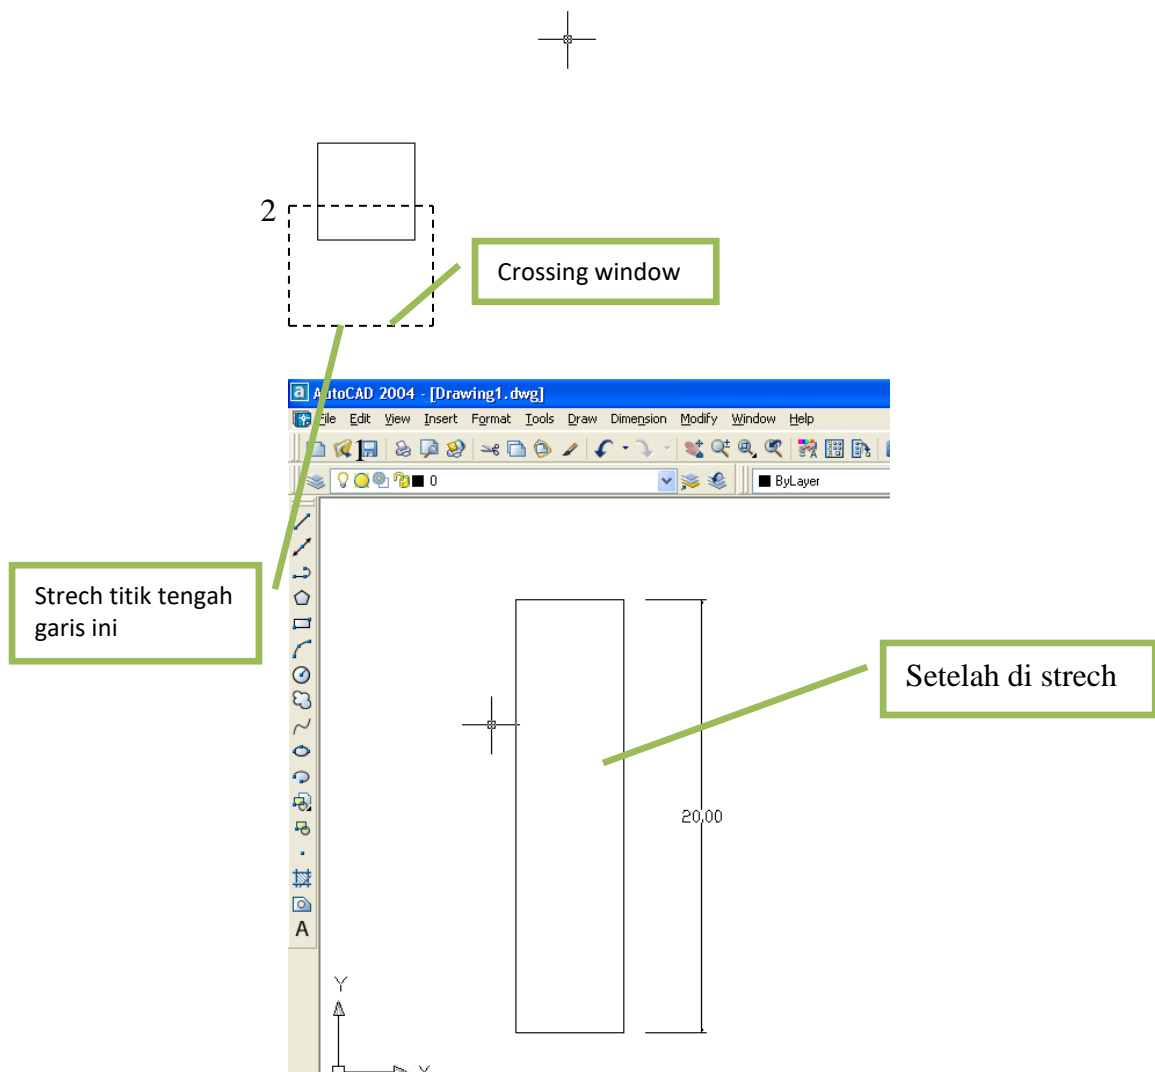 2
Crossing window
AutoCAD 2004 - [Drawing1.dwg]
File Edit View Insert Format Tools Draw Dimension Modify Window Help
1
0
ByLayer
Strech titik tengah
garis ini
Setelah di strech
20,00
A
Y
X